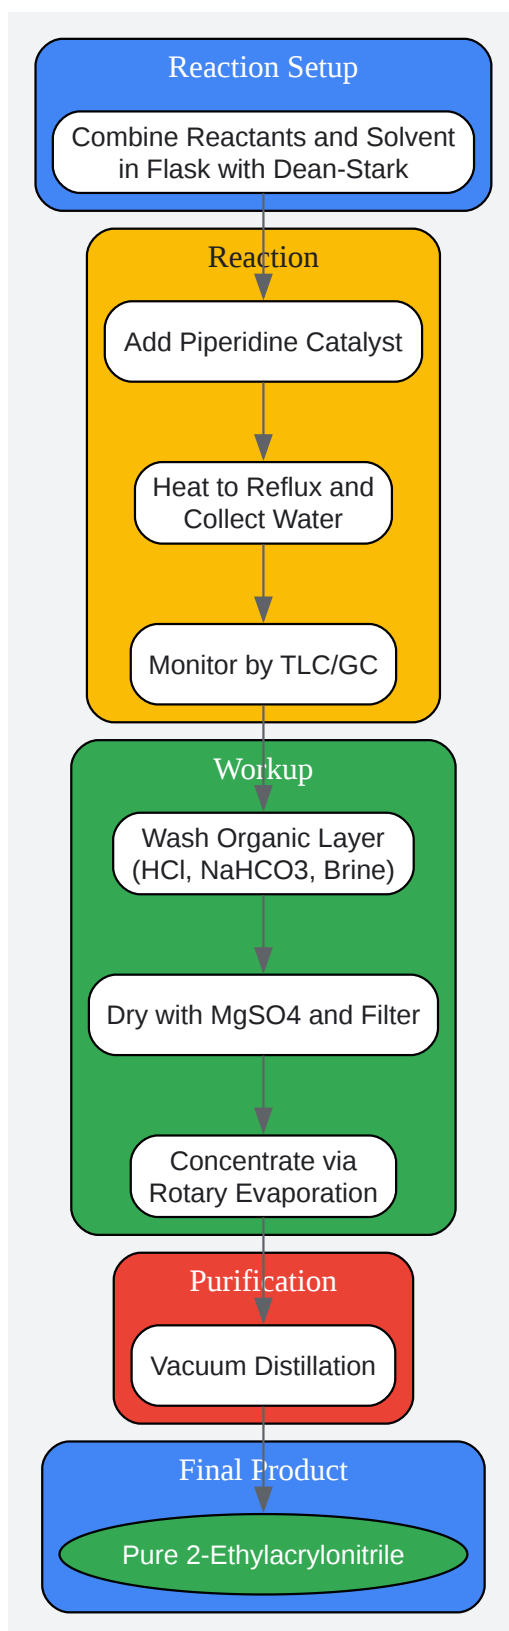 Reaction Setup
Combine Reactants and Solvent
in Flask with Dean-Stark
Reaction
Add Piperidine Catalyst
Heat to Reflux and
Collect Water
Monitor by TLC/GC
Workup
Wash Organic Layer
(HCl, NaHCO3, Brine)
Dry with MgSO4 and Filter
Concentrate via
Rotary Evaporation
Purification
Vacuum Distillation
Final Product
Pure 2-Ethylacrylonitrile